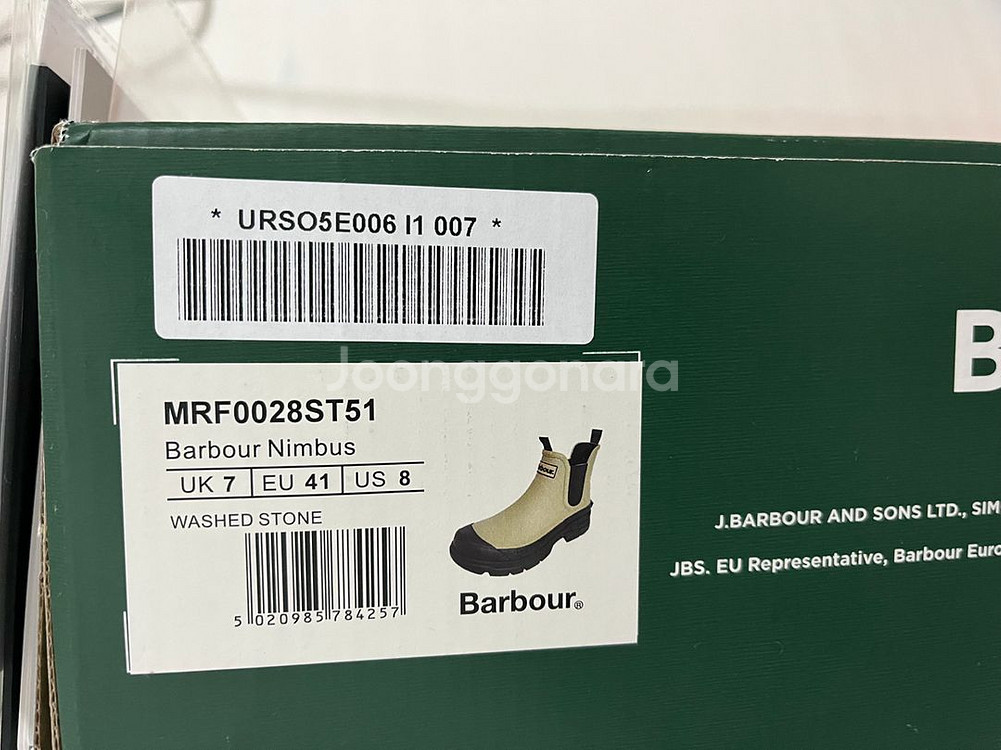 * URSO5E006 I1 007 *
Joonggonara
MRF0028ST51
Barbour Nimbus
UK 7 EU 41 US 8
WASHED STONE
5 020985 784257
Barbour
Barbour®
B
J.BARBOUR AND SONS LTD., SIM
JBS. EU Representative, Barbour Euro